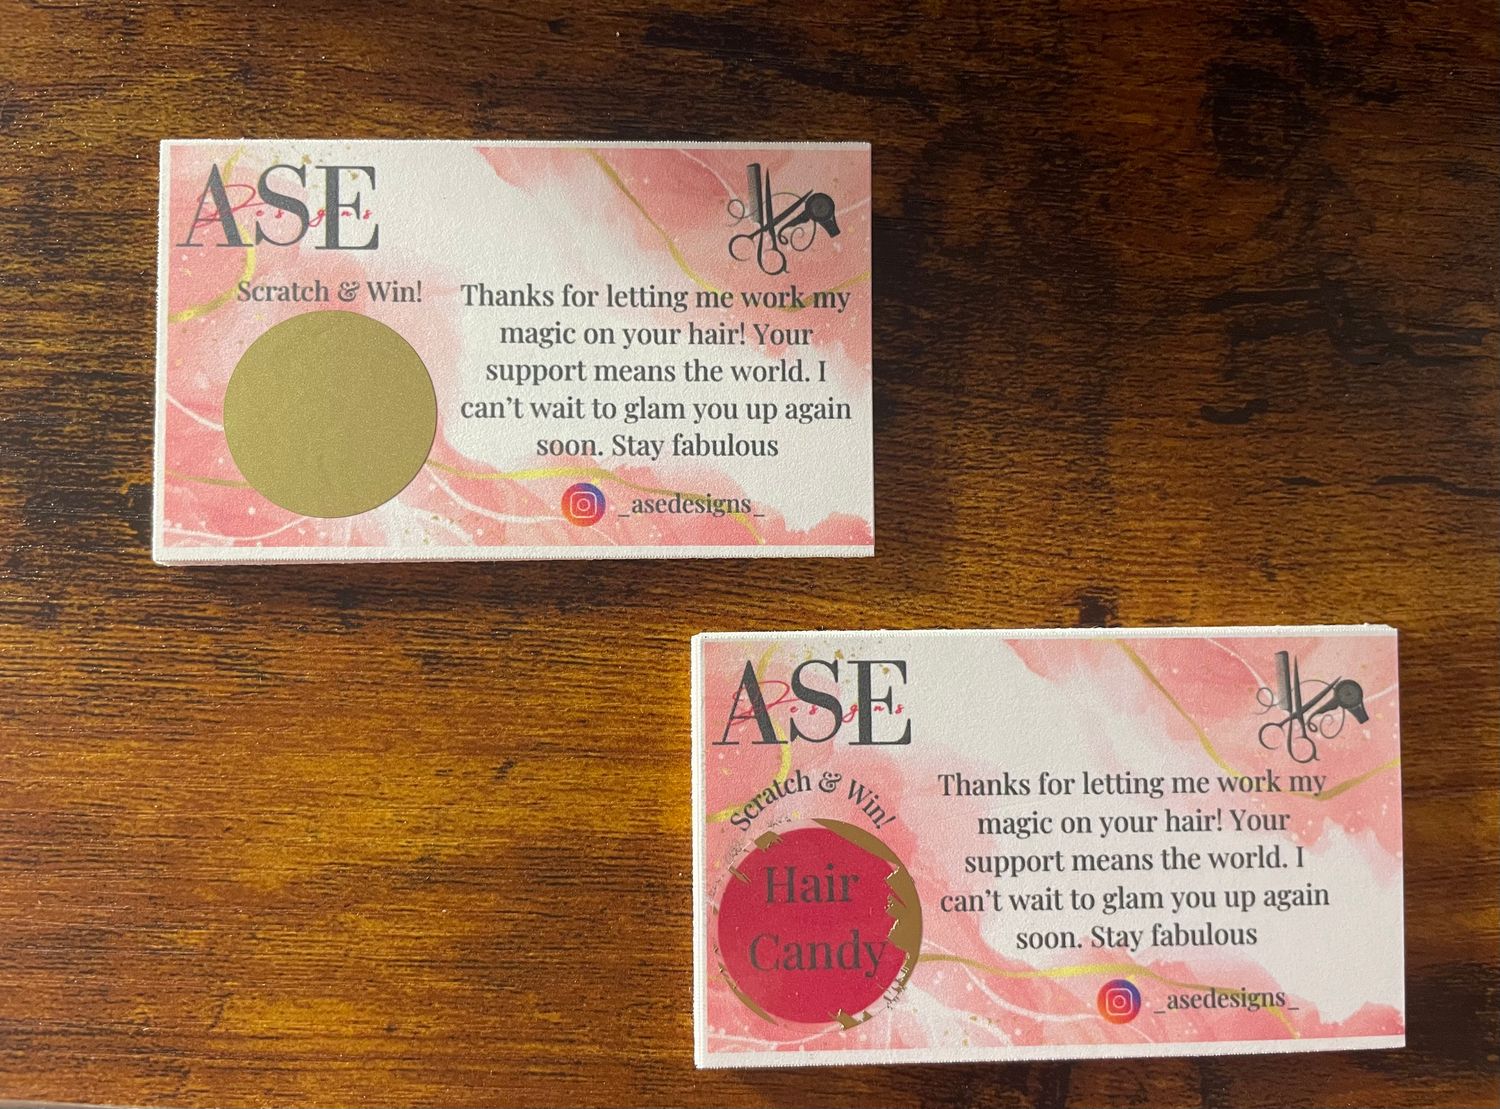 ASE
Designs
Scratch & Win!
Thanks for letting me work my
magic on your hair! Your
support means the world. I
can't wait to glam you up again
soon. Stay fabulous
_asedesigns_
ASE
Designs
Scratch & Win!
Hair
Candy
Thanks for letting me work my
magic on your hair! Your
support means the world. I
can't wait to glam you up again
soon. Stay fabulous
_asedesigns_